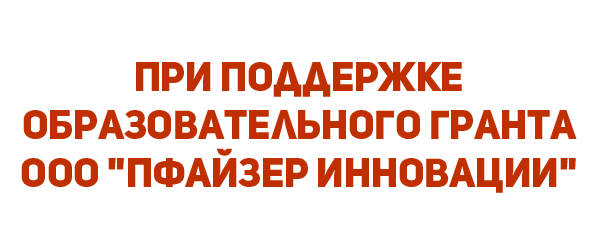 ПРИ ПОДДЕРЖКЕ
ОБРАЗОВАТЕЛЬНОГО ГРАНТА
ООО "ПФАЙЗЕР ИННОВАЦИИ"